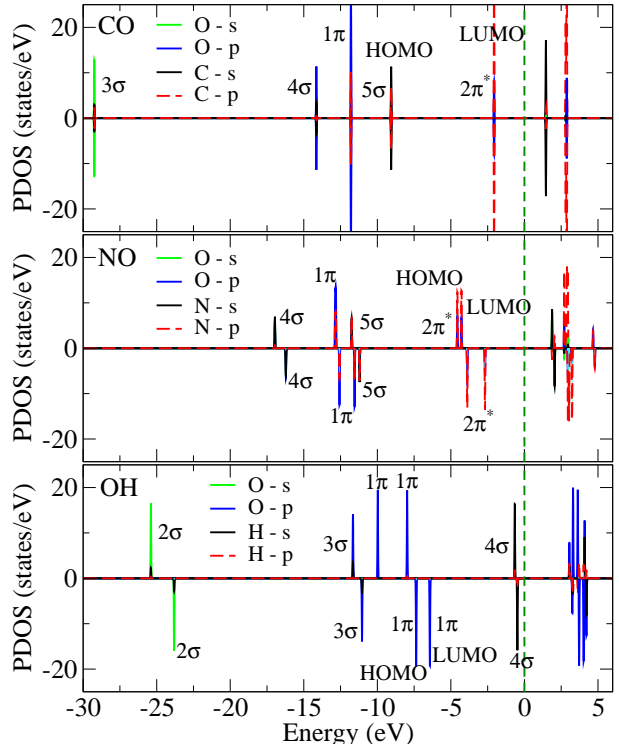 CO
O - s
O - p
C - s
C - p
3σ
4σ
1π
5σ
HOMO
LUMO
2π*
20
0
-20
PDOS (states/eV)
NO
O - s
O - p
N - s
N - p
4σ
4σ
1π
1π
5σ
5σ
HOMO
LUMO
2π*
2π*
20
0
-20
PDOS (states/eV)
OH
O - s
O - p
H - s
H - p
2σ
2σ
3σ
3σ
1π
1π
1π
1π
HOMO
LUMO
4σ
4σ
20
0
-20
PDOS (states/eV)
-30 -25 -20 -15 -10 -5 0 5
Energy (eV)